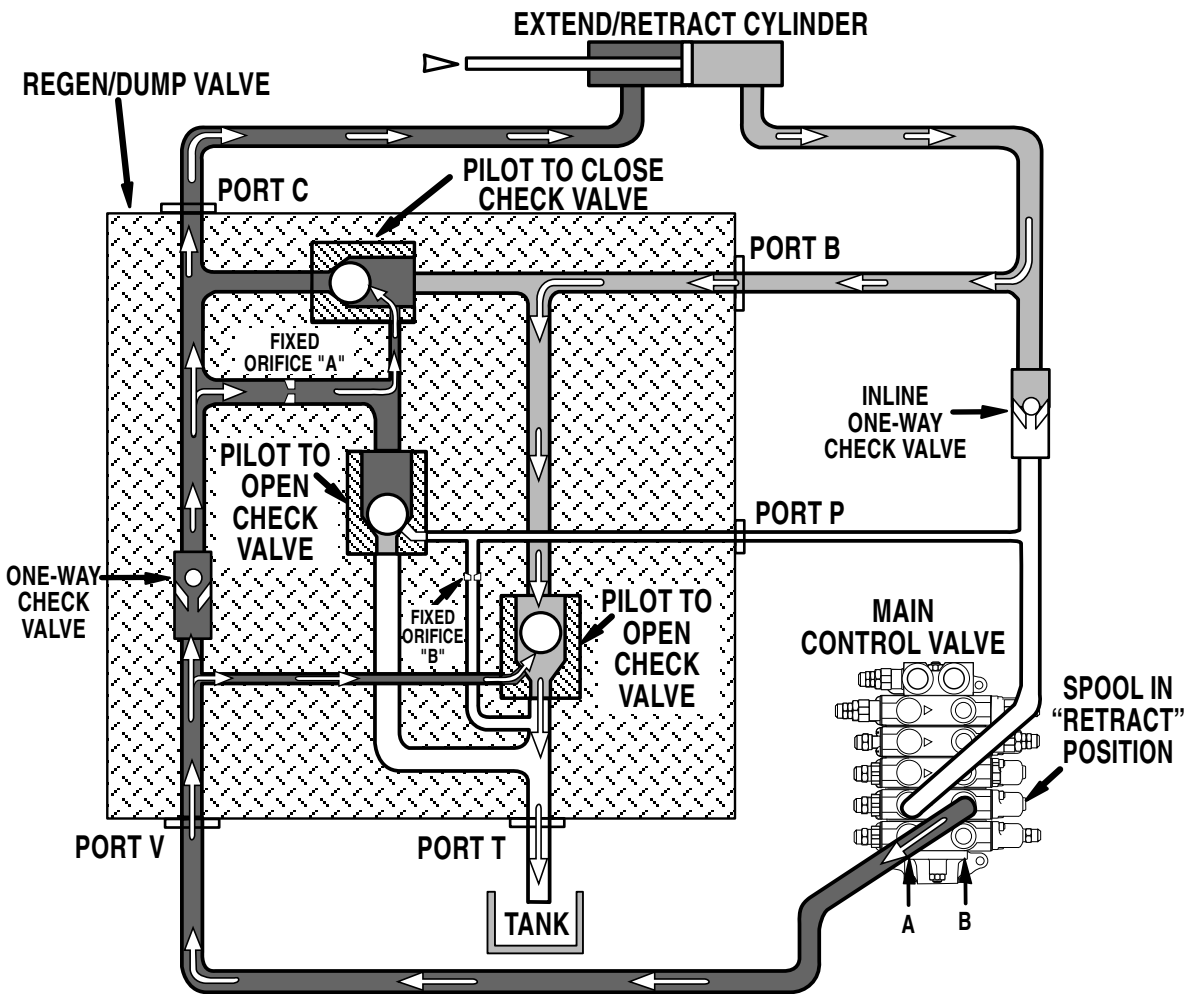 EXTEND/RETRACT CYLINDER
REGEN/DUMP VALVE
PILOT TO CLOSE
CHECK VALVE
PORT C
PORT B
FIXED
ORIFICE "A"
INLINE
ONE-WAY
CHECK VALVE
PILOT TO
OPEN
CHECK
VALVE
PORT P
ONE-WAY
CHECK
VALVE
FIXED
ORIFICE
"B"
PILOT TO
OPEN
CHECK
VALVE
MAIN
CONTROL VALVE
SPOOL IN
“RETRACT”
POSITION
PORT V
PORT T
TANK
A
B